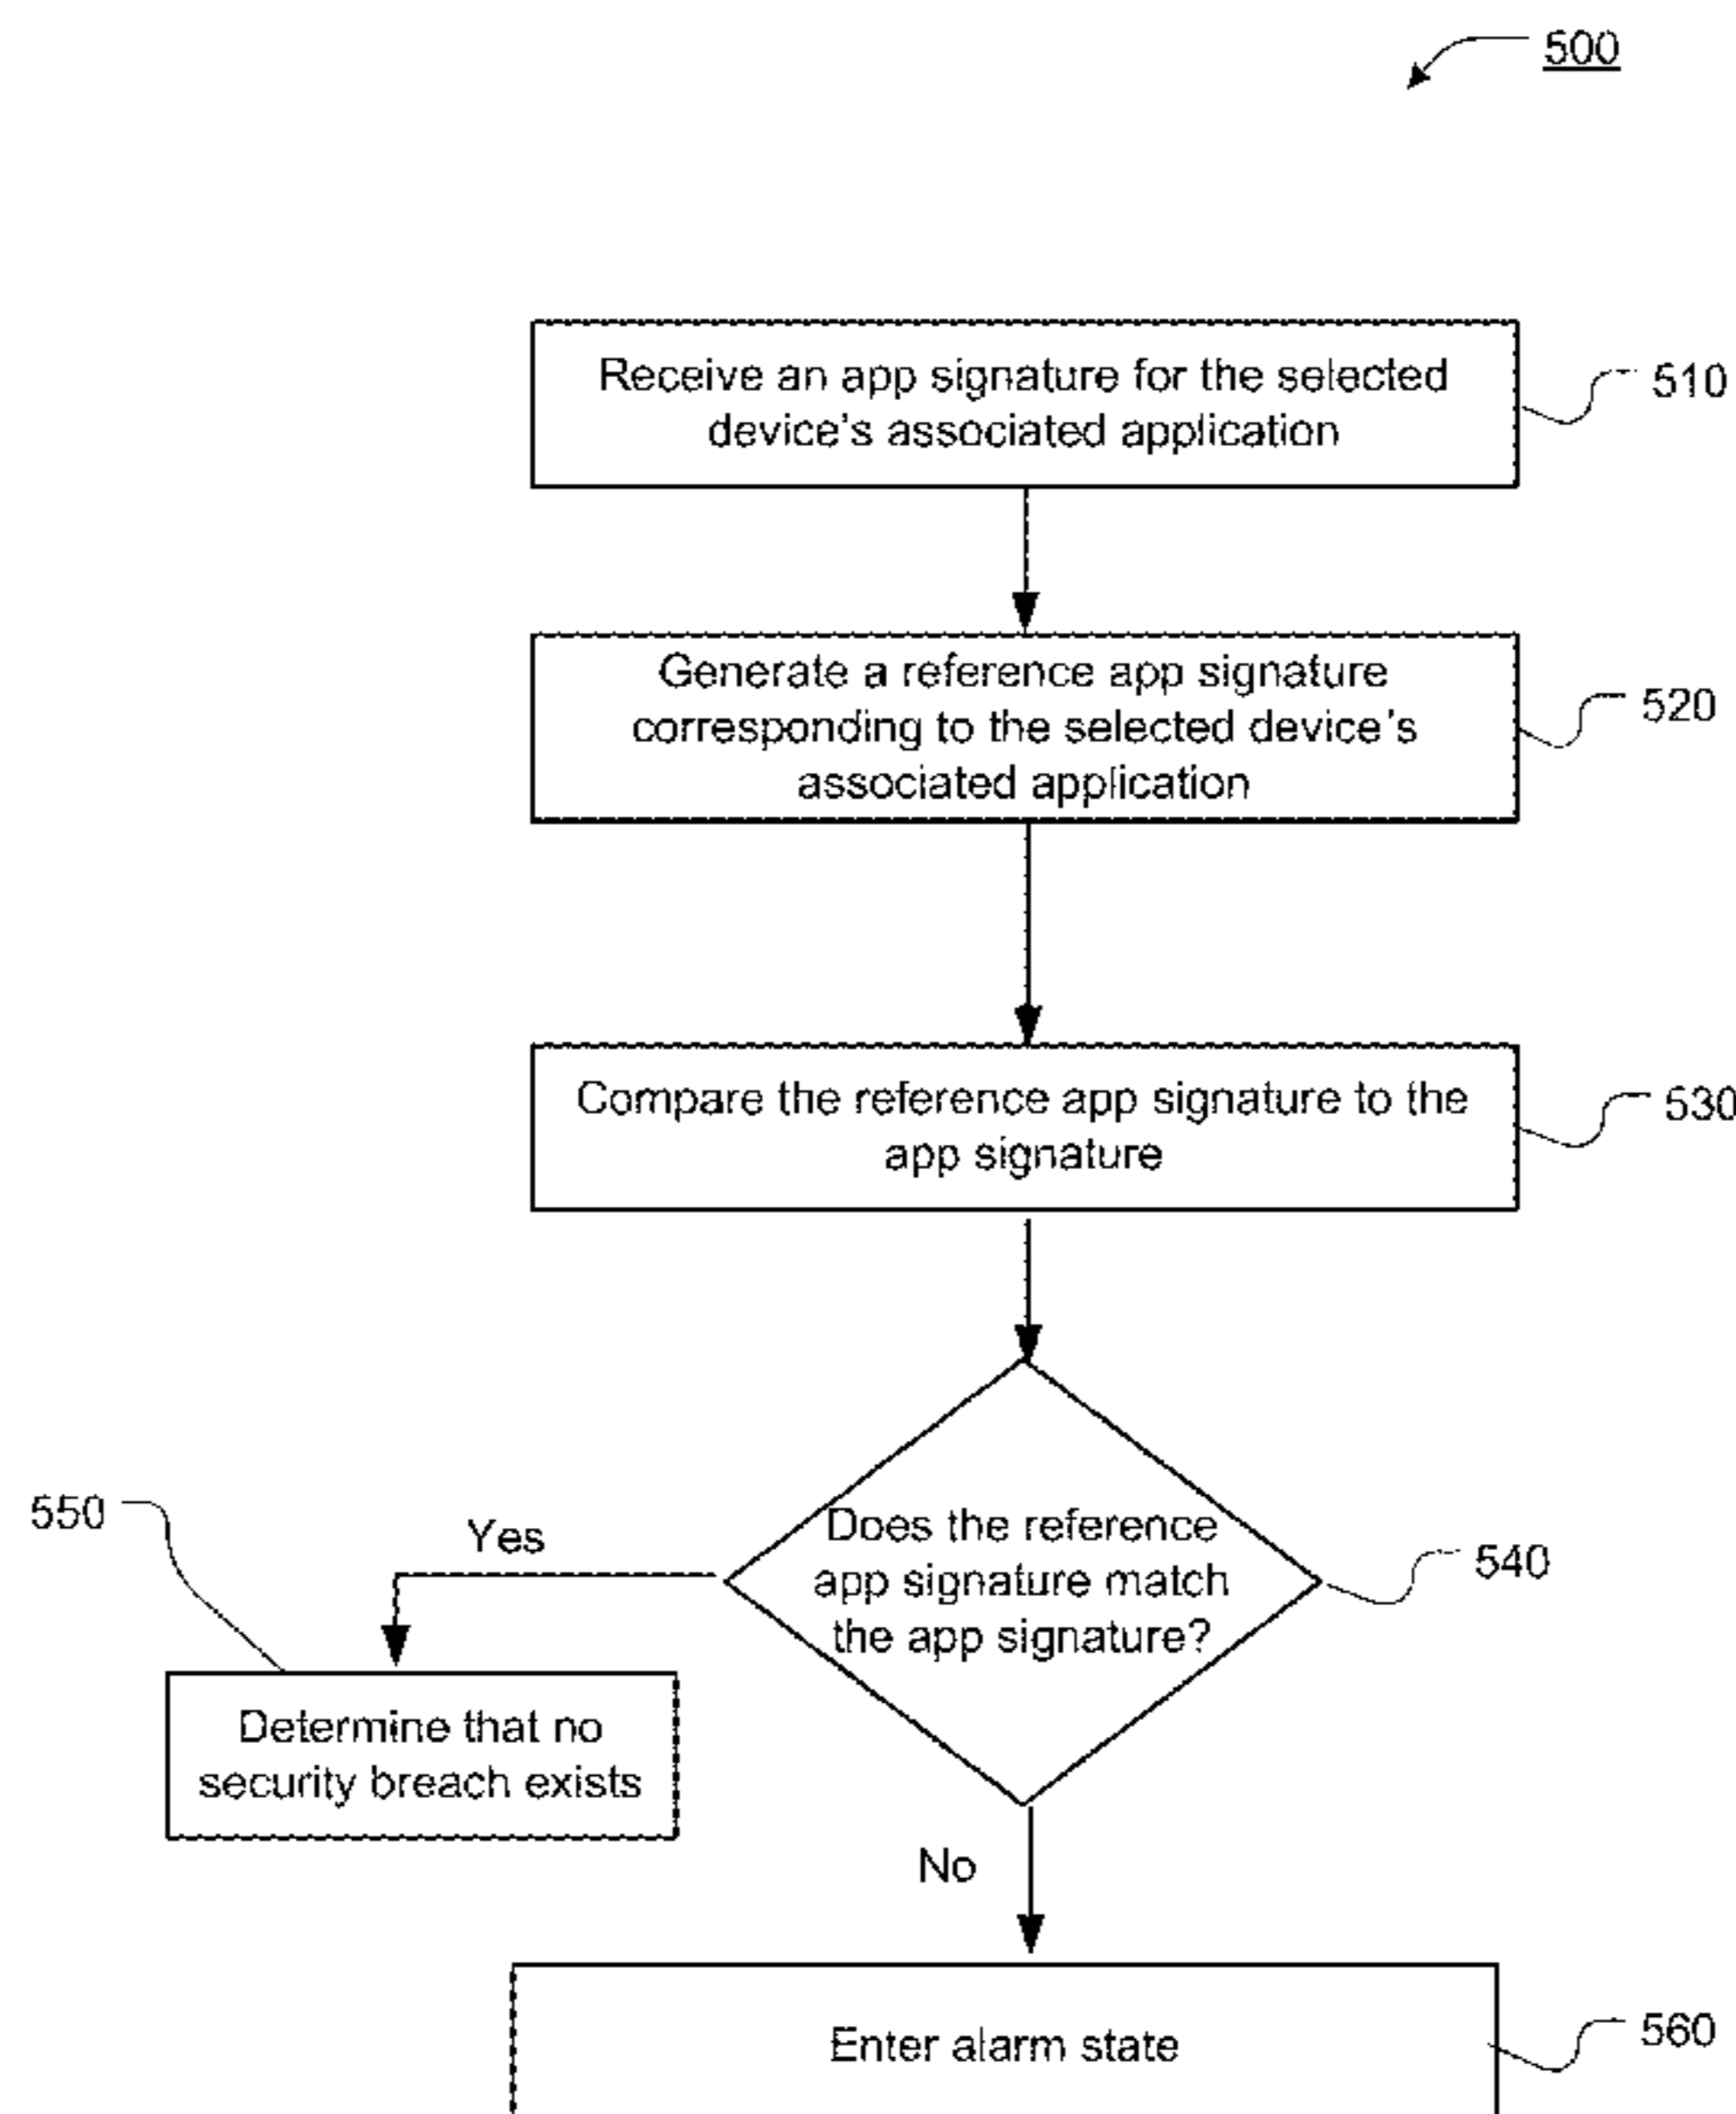 500
Receive an app signature for the selected
device's associated application
510
Generate a reference app signature
corresponding to the selected device's
associated application
520
Compare the reference app signature to the
app signature
530
Does the reference
app signature match
the app signature?
540
Yes
550
Determine that no
security breach exists
No
Enter alarm state
560